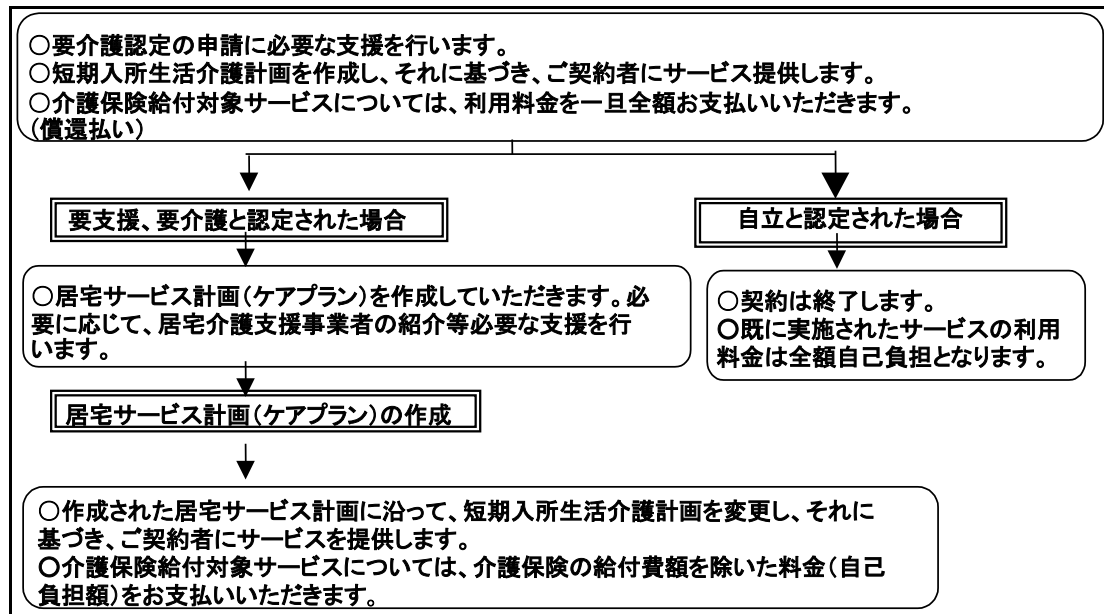 ○要介護認定の申請に必要な支援を行います。
○短期入所生活介護計画を作成し、それに基づき、ご契約者にサービス提供します。
○介護保険給付対象サービスについては、利用料金を一旦全額お支払いいただきます。
(償還払い)
要支援、要介護と認定された場合
自立と認定された場合
○居宅サービス計画(ケアプラン)を作成していただきます。必
要に応じて、居宅介護支援事業者の紹介等必要な支援を行
います。
○契約は終了します。
○既に実施されたサービスの利用
料金は全額自己負担となります。
居宅サービス計画(ケアプラン)の作成
○作成された居宅サービス計画に沿って、短期入所生活介護計画を変更し、それに
基づき、ご契約者にサービスを提供します。
○介護保険給付対象サービスについては、介護保険の給付費額を除いた料金(自己
負担額)をお支払いいただきます。